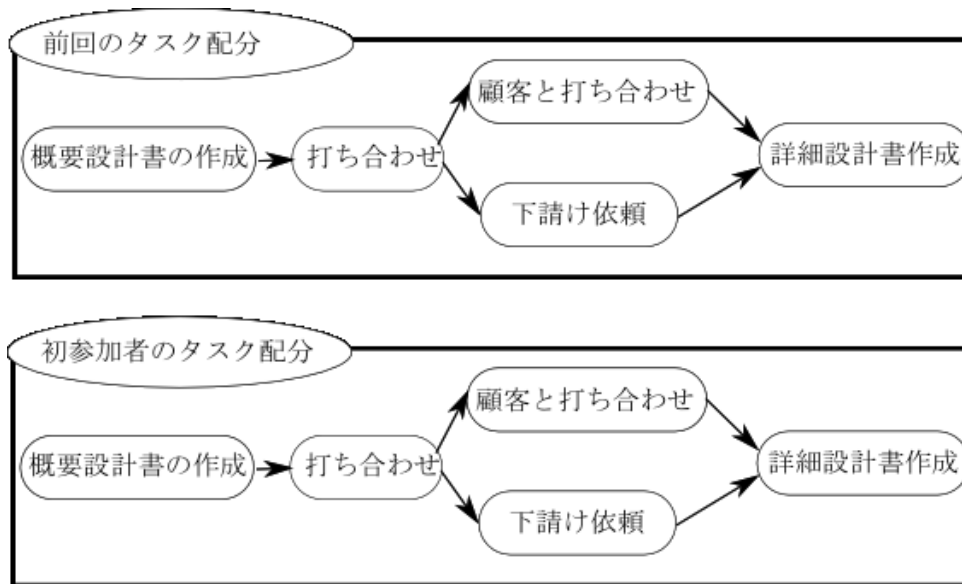 前回のタスク配分
概要設計書の作成
打ち合わせ
顧客と打ち合わせ
下請け依頼
詳細設計書作成
初参加者のタスク配分
概要設計書の作成
打ち合わせ
顧客と打ち合わせ
下請け依頼
詳細設計書作成